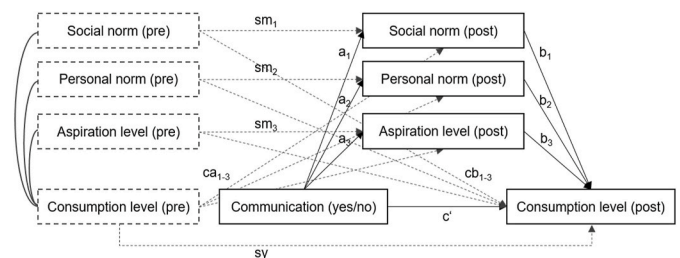 Social norm (pre)
sm1
Social norm (post)
a1
b1
Personal norm (pre)
sm2
Personal norm (post)
a2
b2
Aspiration level (pre)
sm3
Aspiration level (post)
a3
b3
ca1-3
cb1-3
Consumption level (pre)
Communication (yes/no)
c'
Consumption level (post)
sy